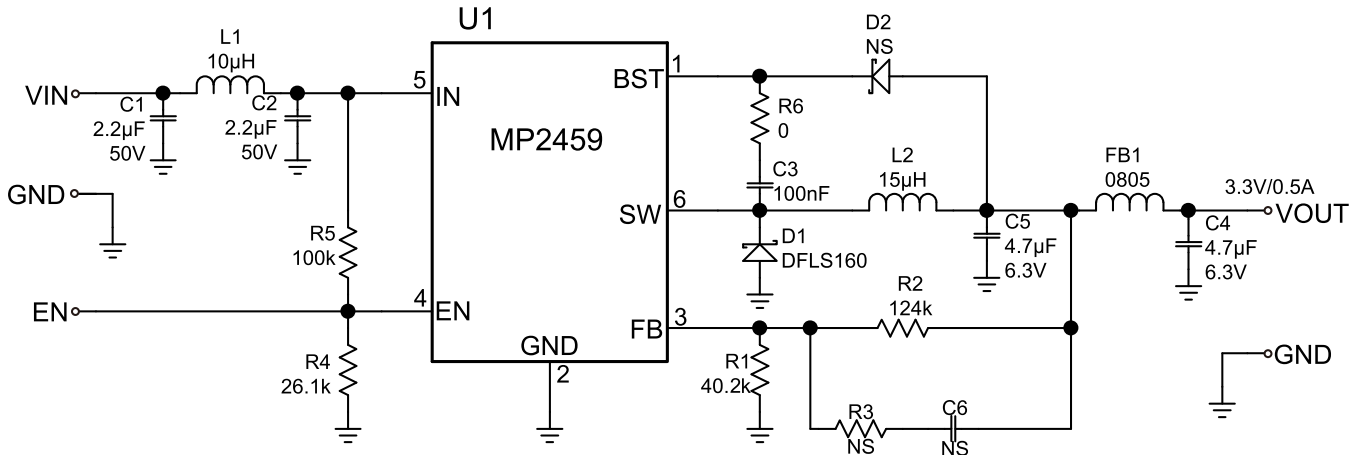 U1
MP2459
VIN
C1
2.2µF
50V
L1
10µH
C2
2.2µF
50V
5
IN
GND
R5
100k
EN
4
EN
R4
26.1k
GND
2
BST
1
D2
NS
R6
0
C3
100nF
SW
6
D1
DFLS160
L2
15µH
C5
4.7µF
6.3V
FB1
0805
3.3V/0.5A
VOUT
C4
4.7µF
6.3V
FB
3
R1
40.2k
R2
124k
R3
NS
C6
NS
GND